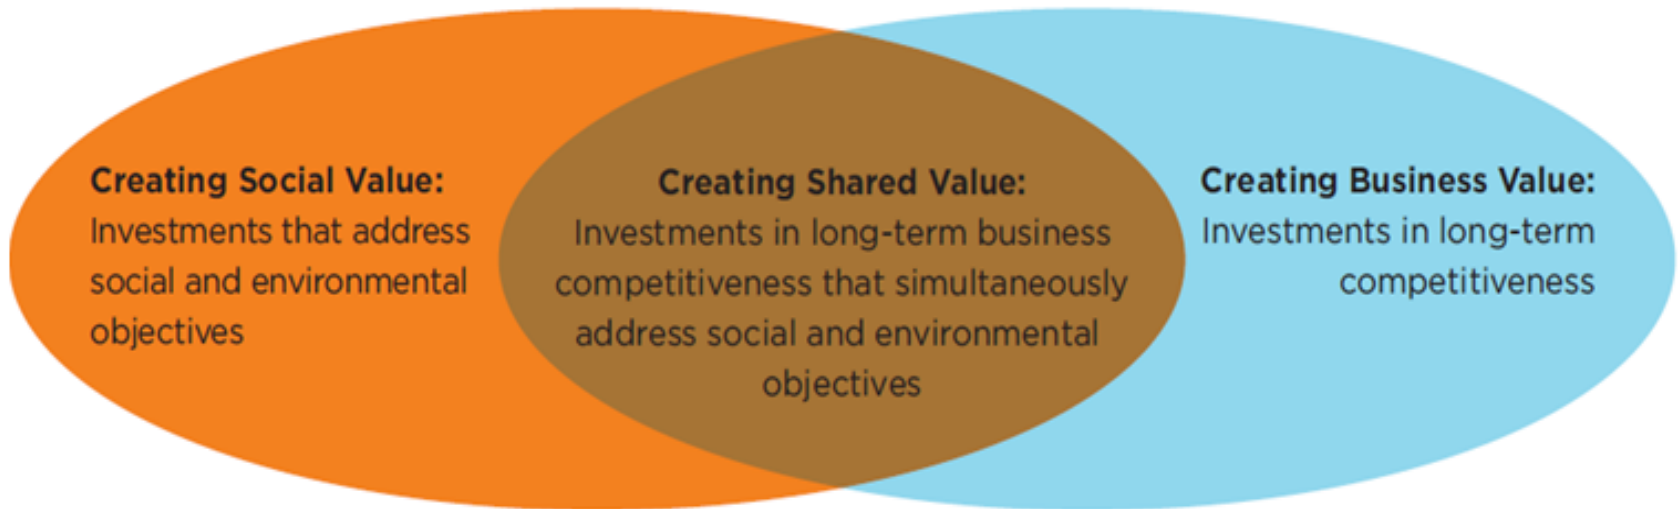 Creating Social Value:
Investments that address
social and environmental
objectives
Creating Shared Value:
Investments in long-term business
competitiveness that simultaneously
address social and environmental
objectives
Creating Business Value:
Investments in long-term
competitiveness